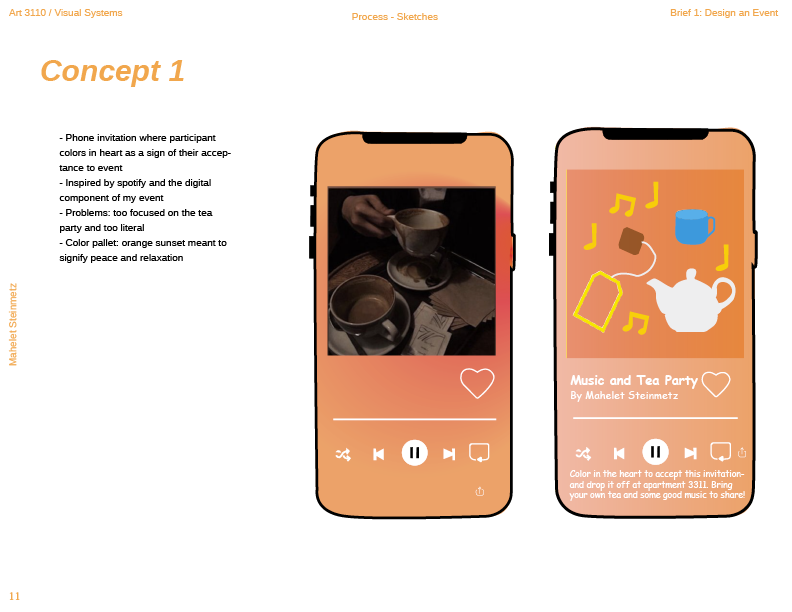 Art 3110 / Visual Systems
Process - Sketches
Brief 1: Design an Event
Concept 1
- Phone invitation where participant
colors in heart as a sign of their accep-
tance to event
- Inspired by spotify and the digital
component of my event
- Problems: too focused on the tea
party and too literal
- Color pallet: orange sunset meant to
signify peace and relaxation
Music and Tea Party
By Mahelet Steinmetz
Color in the heart to accept this invitation-
and drop it off at apartment 3311. Bring
your own tea and some good music to share!
Mahelet Steinmetz
11